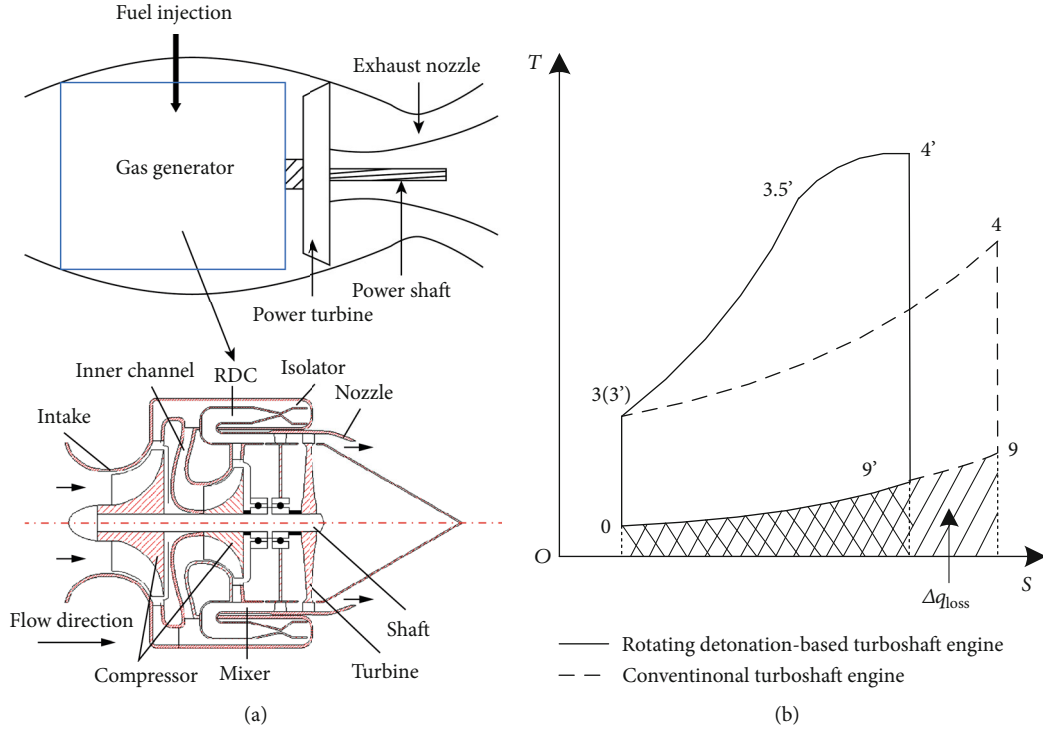 Fuel injection
Exhaust nozzle
Gas generator
Power shaft
Power turbine
Inner channel
RDC
Isolator
Nozzle
Intake
Flow direction
Compressor
Mixer
Shaft
Turbine
(a)
T
4'
3.5'
4
3(3')
9
9'
0
O
Δq_loss
S
Rotating detonation-based turboshaft engine
Conventinonal turboshaft engine
(b)